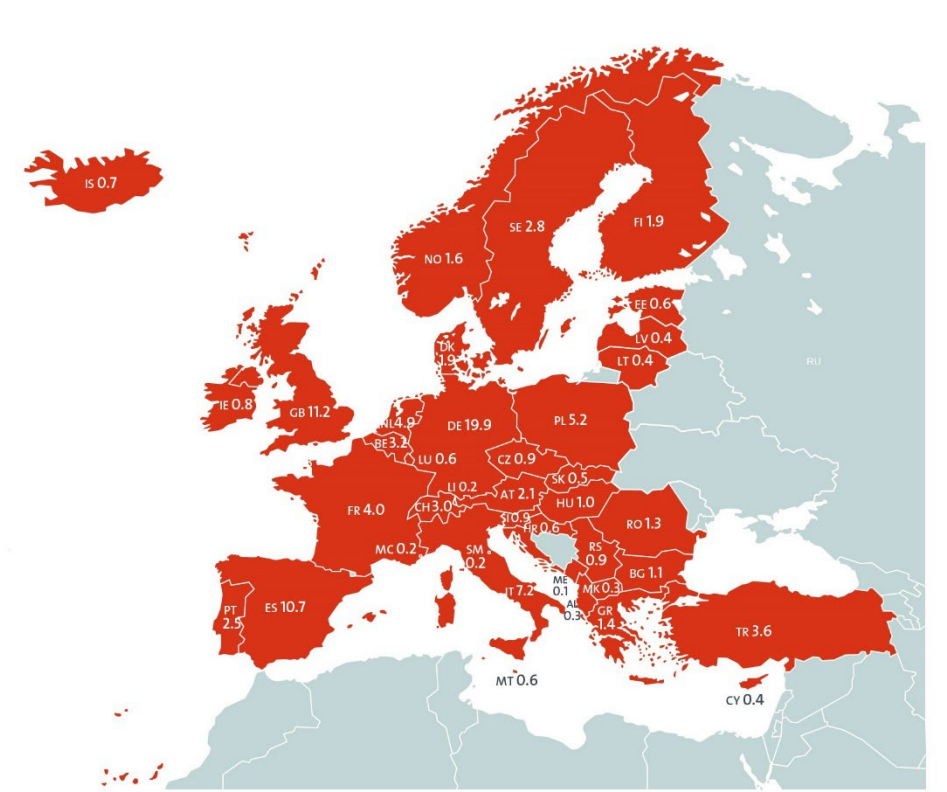 IS 0.7
SE 2.8
FI 1.9
NO 1.6
EE 0.6
LV 0.4
LT 0.4
DK
1.9
RU
IE 0.8
GB 11.2
NL 4.9
DE 19.9
PL 5.2
BE 3.2
LU 0.6
CZ 0.9
SK 0.5
LI 0.2
AT 2.1
HU 1.0
CH 3.0
FR 4.0
SI 0.9
HR 0.6
RO 1.3
MC 0.2
SM
0.2
RS
0.9
BG 1.1
ME
0.1
MK 0.3
IT 7.2
AL
0.3
GR
1.4
PT
2.5
ES 10.7
TR 3.6
MT 0.6
CY 0.4